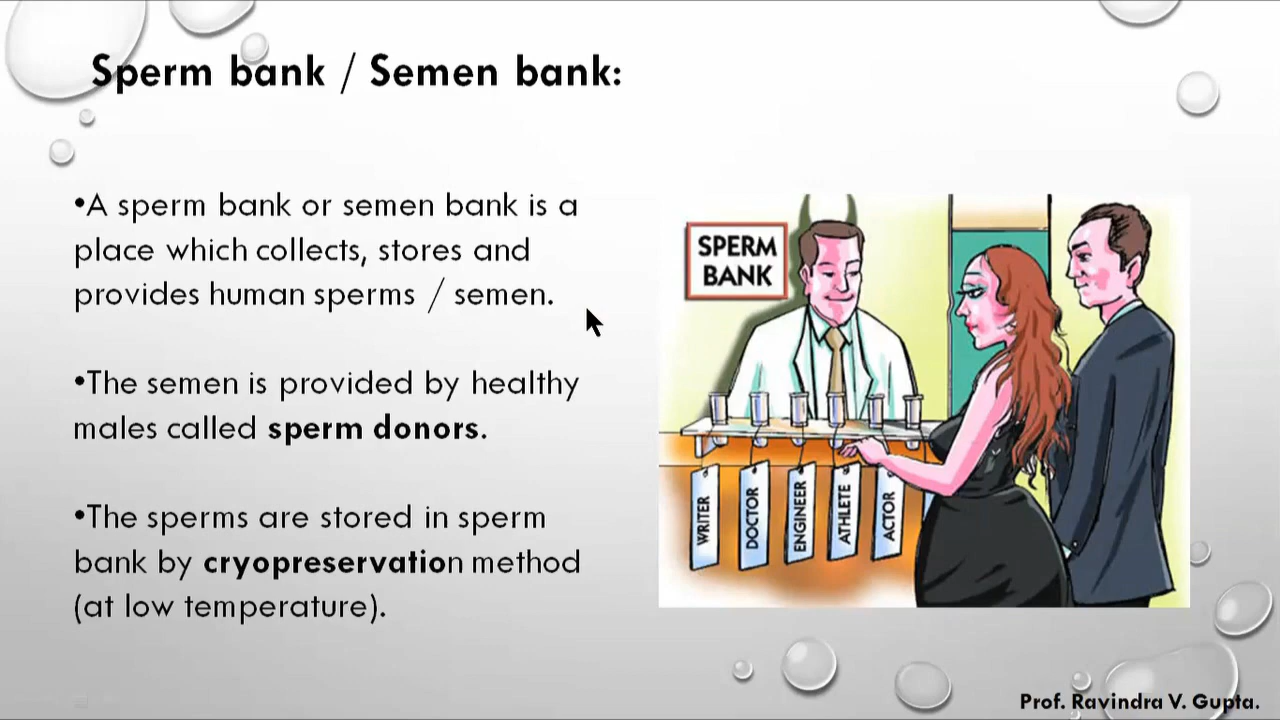 Sperm bank / Semen bank:
•A sperm bank or semen bank is a
place which collects, stores and
provides human sperms / semen.
•The semen is provided by healthy
males called sperm donors.
•The sperms are stored in sperm
bank by cryopreservation method
(at low temperature).
SPERM
BANK
WRITER
DOCTOR
ENGINEER
ATHLETE
ACTOR
Prof. Ravindra V. Gupta.